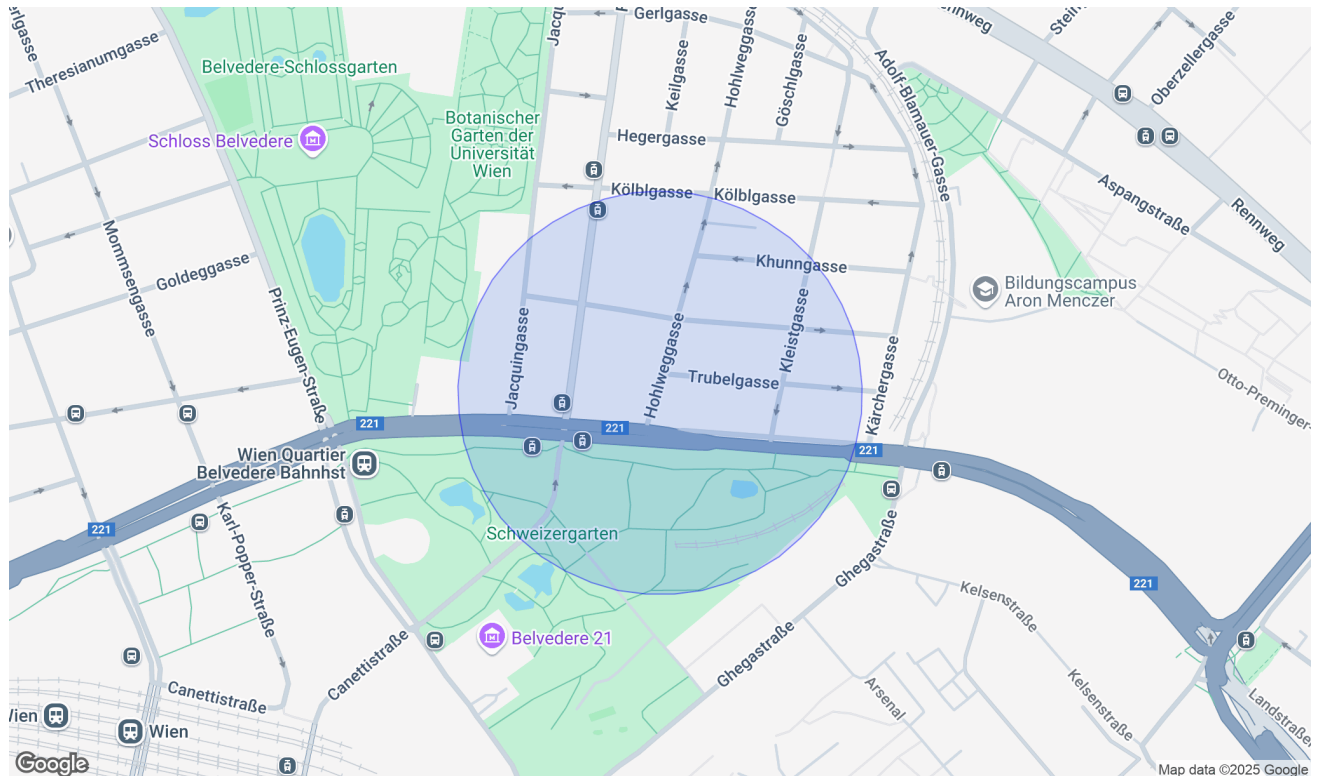 Gerlgasse
Rennweg
Theresianumgasse
Belvedere-Schlossgarten
Keilgasse
Hohlweggasse
Göschlgasse
Adolf-Blamauer-Gasse
Oberzellergasse
Schloss Belvedere
Botanischer
Garten der
Universität
Wien
Hegergasse
Kölblgasse
Kölblgasse
Aspangstraße
Rennweg
Mommsengasse
Goldeggasse
Prinz-Eugen-Straße
Khunngasse
Bildungscampus
Aron Menczer
Jacquingasse
Hohlweggasse
Kleistgasse
Kärchergasse
Trubelgasse
Otto-Preminger
221
221
221
221
221
Wien Quartier
Belvedere Bahnhst
Karl-Popper-Straße
Schweizergarten
Ghegastraße
Kelsenstraße
Belvedere 21
Canettistraße
Canettistraße
Ghegastraße
Arsenal
Kelsenstraße
Landstraßer
Wien
Wien
Google
Map data ©2025 Google